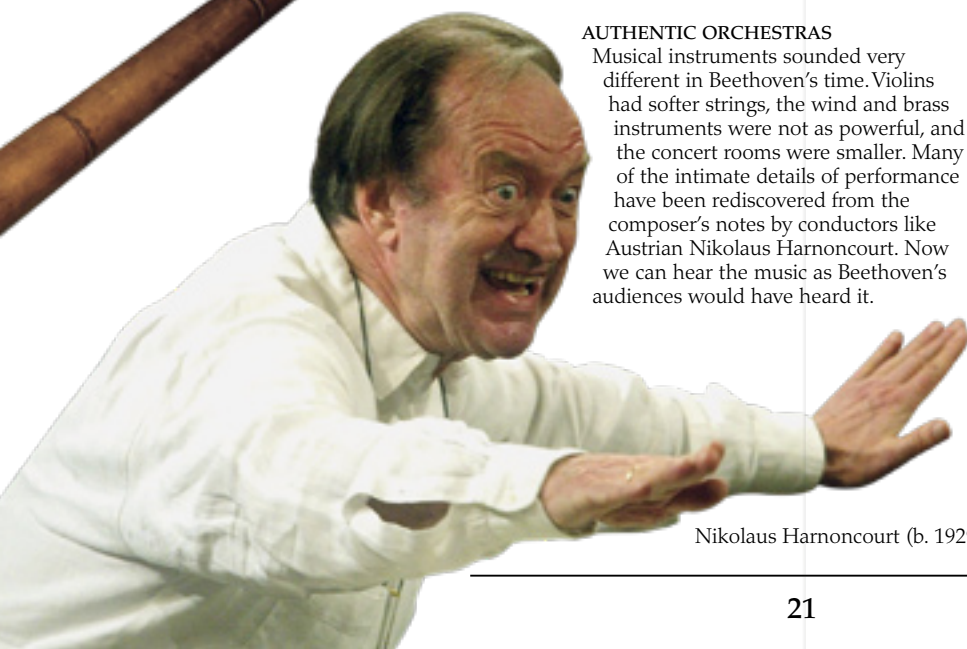 AUTHENTIC ORCHESTRAS
Musical instruments sounded very
different in Beethoven's time. Violins
had softer strings, the wind and brass
instruments were not as powerful, and
the concert rooms were smaller. Many
of the intimate details of performance
have been rediscovered from the
composer's notes by conductors like
Austrian Nikolaus Harnoncourt. Now
we can hear the music as Beethoven's
audiences would have heard it.
Nikolaus Harnoncourt (b. 192
21